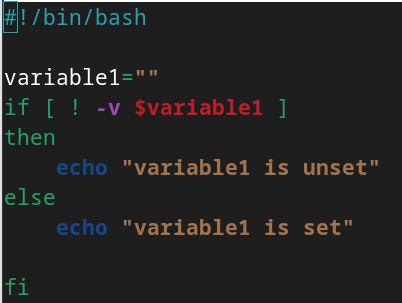 #!/bin/bash
variable1=""
if [ ! -v $variable1 ]
then
    echo "variable1 is unset"
else
    echo "variable1 is set"
fi